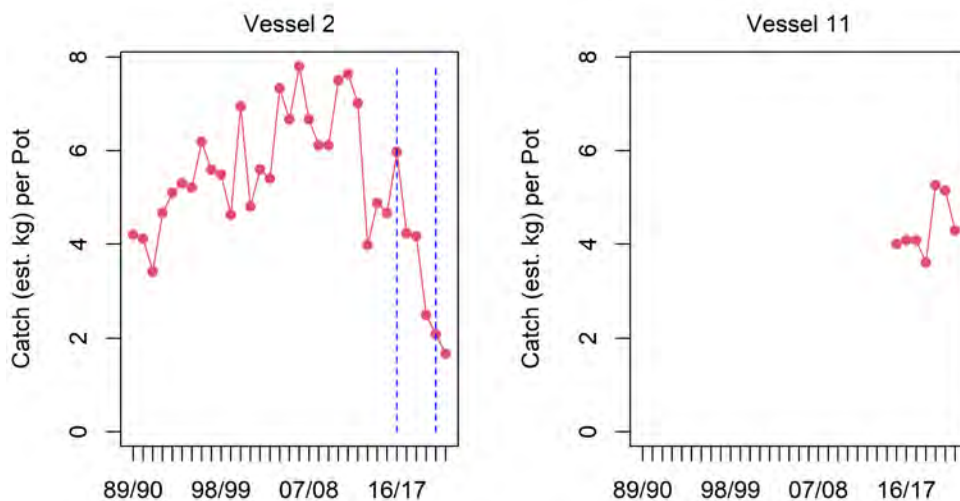 Vessel 2
Catch (est. kg) per Pot
8
6
4
2
0
89/90 98/99 07/08 16/17
Vessel 11
Catch (est. kg) per Pot
8
6
4
2
0
89/90 98/99 07/08 16/17